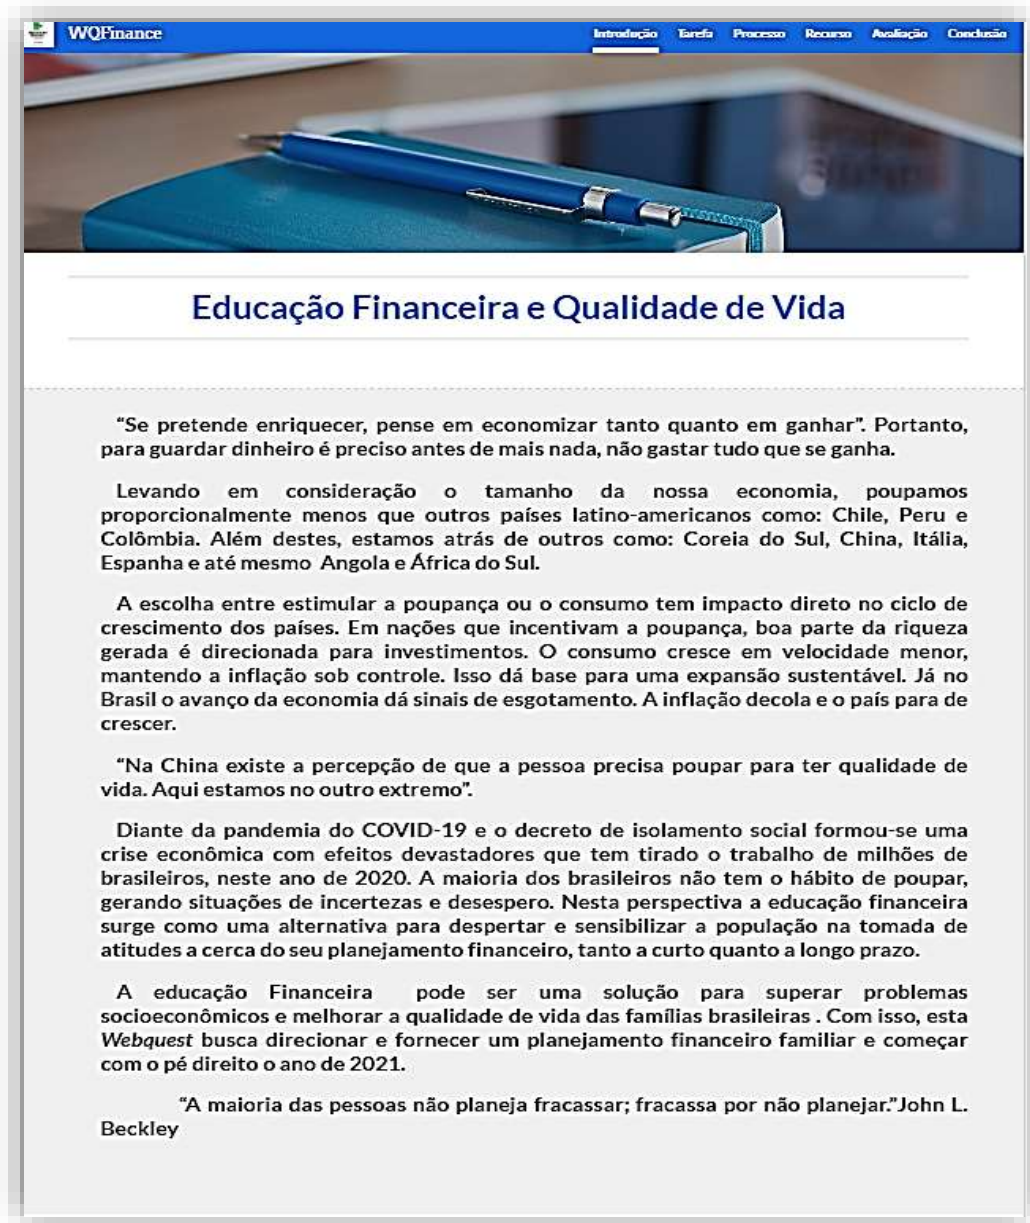 WQFinance
Introdução Tarefa Processo Recurso Avaliação Conclusão
Educação Financeira e Qualidade de Vida
“Se pretende enriquecer, pense em economizar tanto quanto em ganhar”. Portanto,
para guardar dinheiro é preciso antes de mais nada, não gastar tudo que se ganha.
Levando em consideração o tamanho da nossa economia, poupamos
proporcionalmente menos que outros países latino-americanos como: Chile, Peru e
Colômbia. Além destes, estamos atrás de outros como: Coreia do Sul, China, Itália,
Espanha e até mesmo Angola e África do Sul.
A escolha entre estimular a poupança ou o consumo tem impacto direto no ciclo de
crescimento dos países. Em nações que incentivam a poupança, boa parte da riqueza
gerada é direcionada para investimentos. O consumo cresce em velocidade menor,
mantendo a inflação sob controle. Isso dá base para uma expansão sustentável. Já no
Brasil o avanço da economia dá sinais de esgotamento. A inflação decola e o país para de
crescer.
“Na China existe a percepção de que a pessoa precisa poupar para ter qualidade de
vida. Aqui estamos no outro extremo”.
Diante da pandemia do COVID-19 e o decreto de isolamento social formou-se uma
crise econômica com efeitos devastadores que tem tirado o trabalho de milhões de
brasileiros, neste ano de 2020. A maioria dos brasileiros não tem o hábito de poupar,
gerando situações de incertezas e desespero. Nesta perspectiva a educação financeira
surge como uma alternativa para despertar e sensibilizar a população na tomada de
atitudes a cerca do seu planejamento financeiro, tanto a curto quanto a longo prazo.
A educação Financeira pode ser uma solução para superar problemas
socioeconômicos e melhorar a qualidade de vida das famílias brasileiras . Com isso, esta
Webquest busca direcionar e fornecer um planejamento financeiro familiar e começar
com o pé direito o ano de 2021.
“A maioria das pessoas não planeja fracassar; fracassa por não planejar.”John L.
Beckley